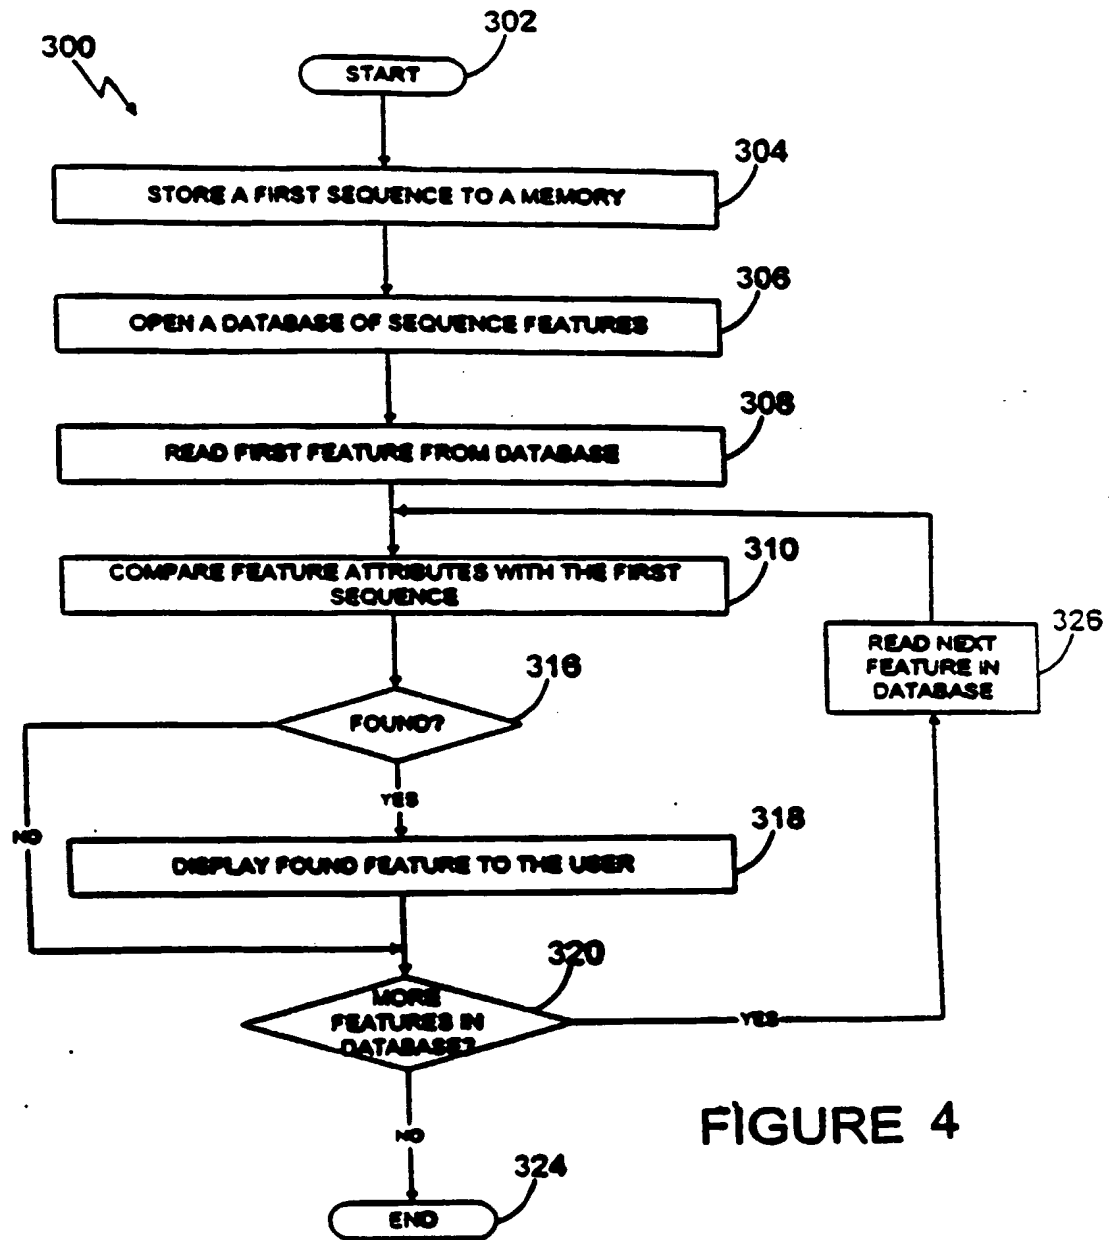 302
300
START
304
STORE A FIRST SEQUENCE TO A MEMORY
306
OPEN A DATABASE OF SEQUENCE FEATURES
308
READ FIRST FEATURE FROM DATABASE
310
COMPARE FEATURE ATTRIBUTES WITH THE FIRST
SEQUENCE
326
READ NEXT
FEATURE IN
DATABASE
316
FOUND?
YES
NO
318
DISPLAY FOUND FEATURE TO THE USER
320
MORE
FEATURES IN
DATABASE?
YES
NO
FIGURE 4
324
END